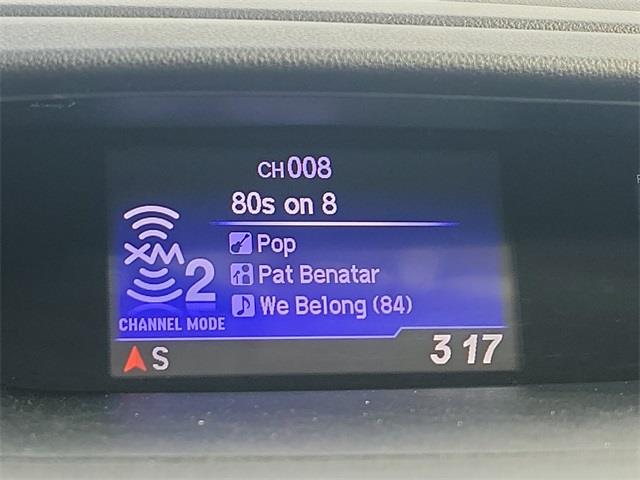 CH008
80s on 8
XM
2
Pop
Pat Benatar
We Belong (84)
CHANNEL MODE
S
3 17